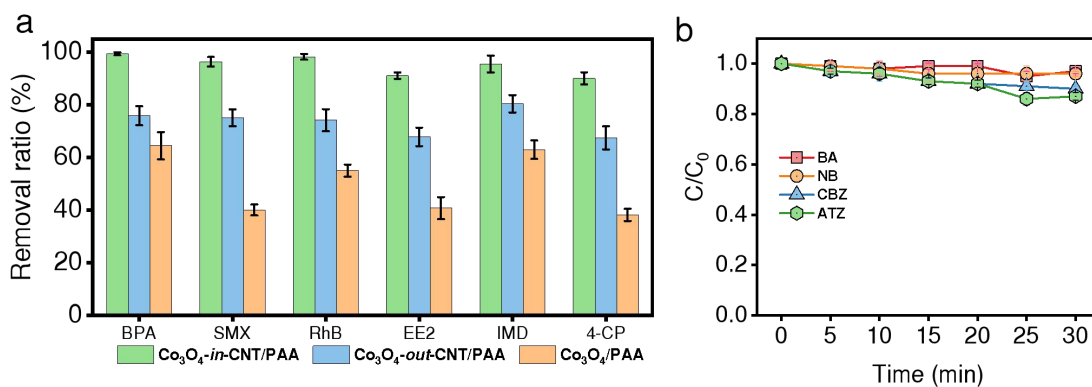 a
Removal ratio (%)
100
80
60
40
20
0
BPA SMX RhB EE2 IMD 4-CP
Co₃O₄-in-CNT/PAA Co₃O₄-out-CNT/PAA Co₃O₄/PAA
b
C/C₀
1.0
0.8
0.6
0.4
0.2
0.0
BA
NB
CBZ
ATZ
0 5 10 15 20 25 30
Time (min)